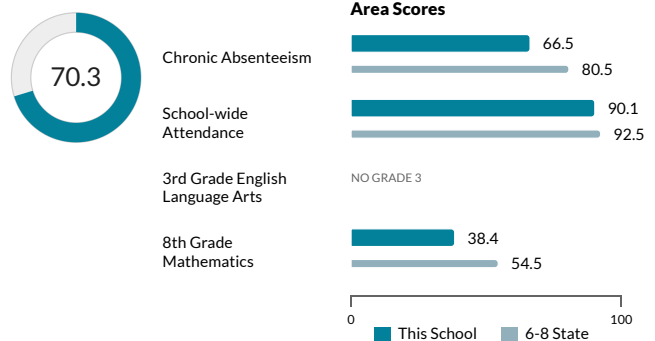 Area Scores
70.3
Chronic Absenteeism
66.5
80.5
School-wide
Attendance
90.1
92.5
3rd Grade English
Language Arts
NO GRADE 3
8th Grade
Mathematics
38.4
54.5
0
100
This School
6-8 State